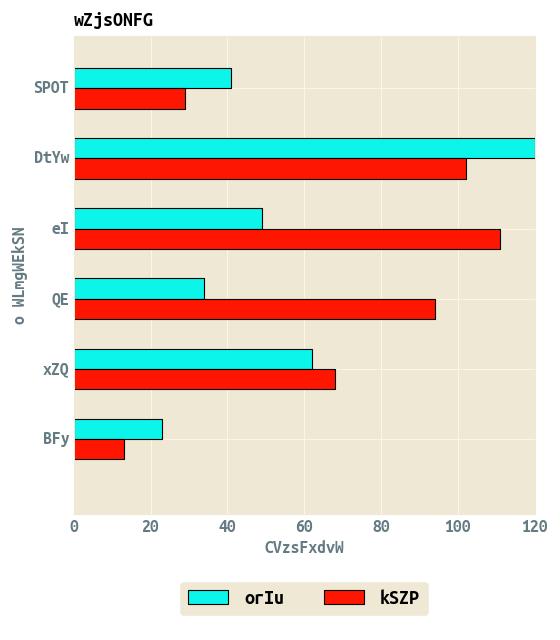 wZjsONFG
SPOT
DtYw
eI
QE
xZQ
BFy
o WLmgWEkSN
0 20 40 60 80 100 120
CVzsFxdvW
orIu kSZP